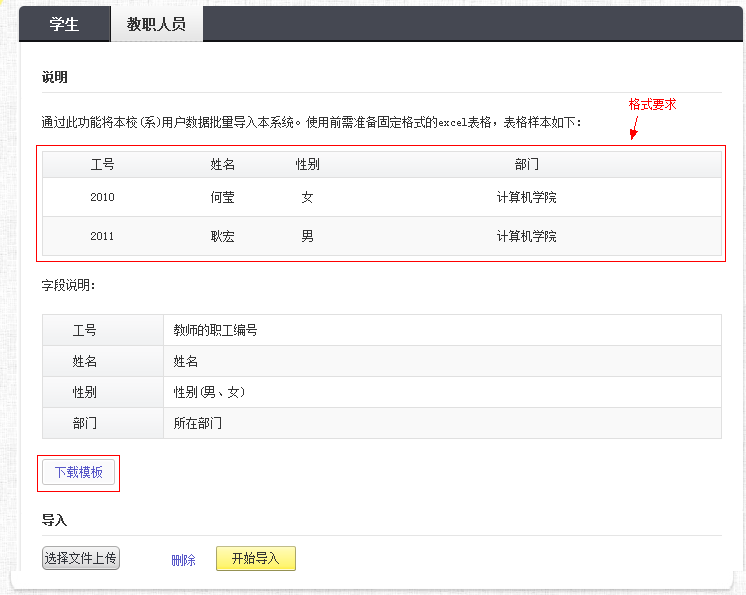 学生 教职人员
说明
格式要求
通过此功能将本校(系)用户数据批量导入本系统。使用前需准备固定格式的excel表格，表格样本如下：
工号 姓名 性别 部门
2010 何莹 女 计算机学院
2011 耿宏 男 计算机学院
字段说明：
工号 教师的职工编号
姓名 姓名
性别 性别(男、女)
部门 所在部门
下载模板
导入
选择文件上传 删除 开始导入